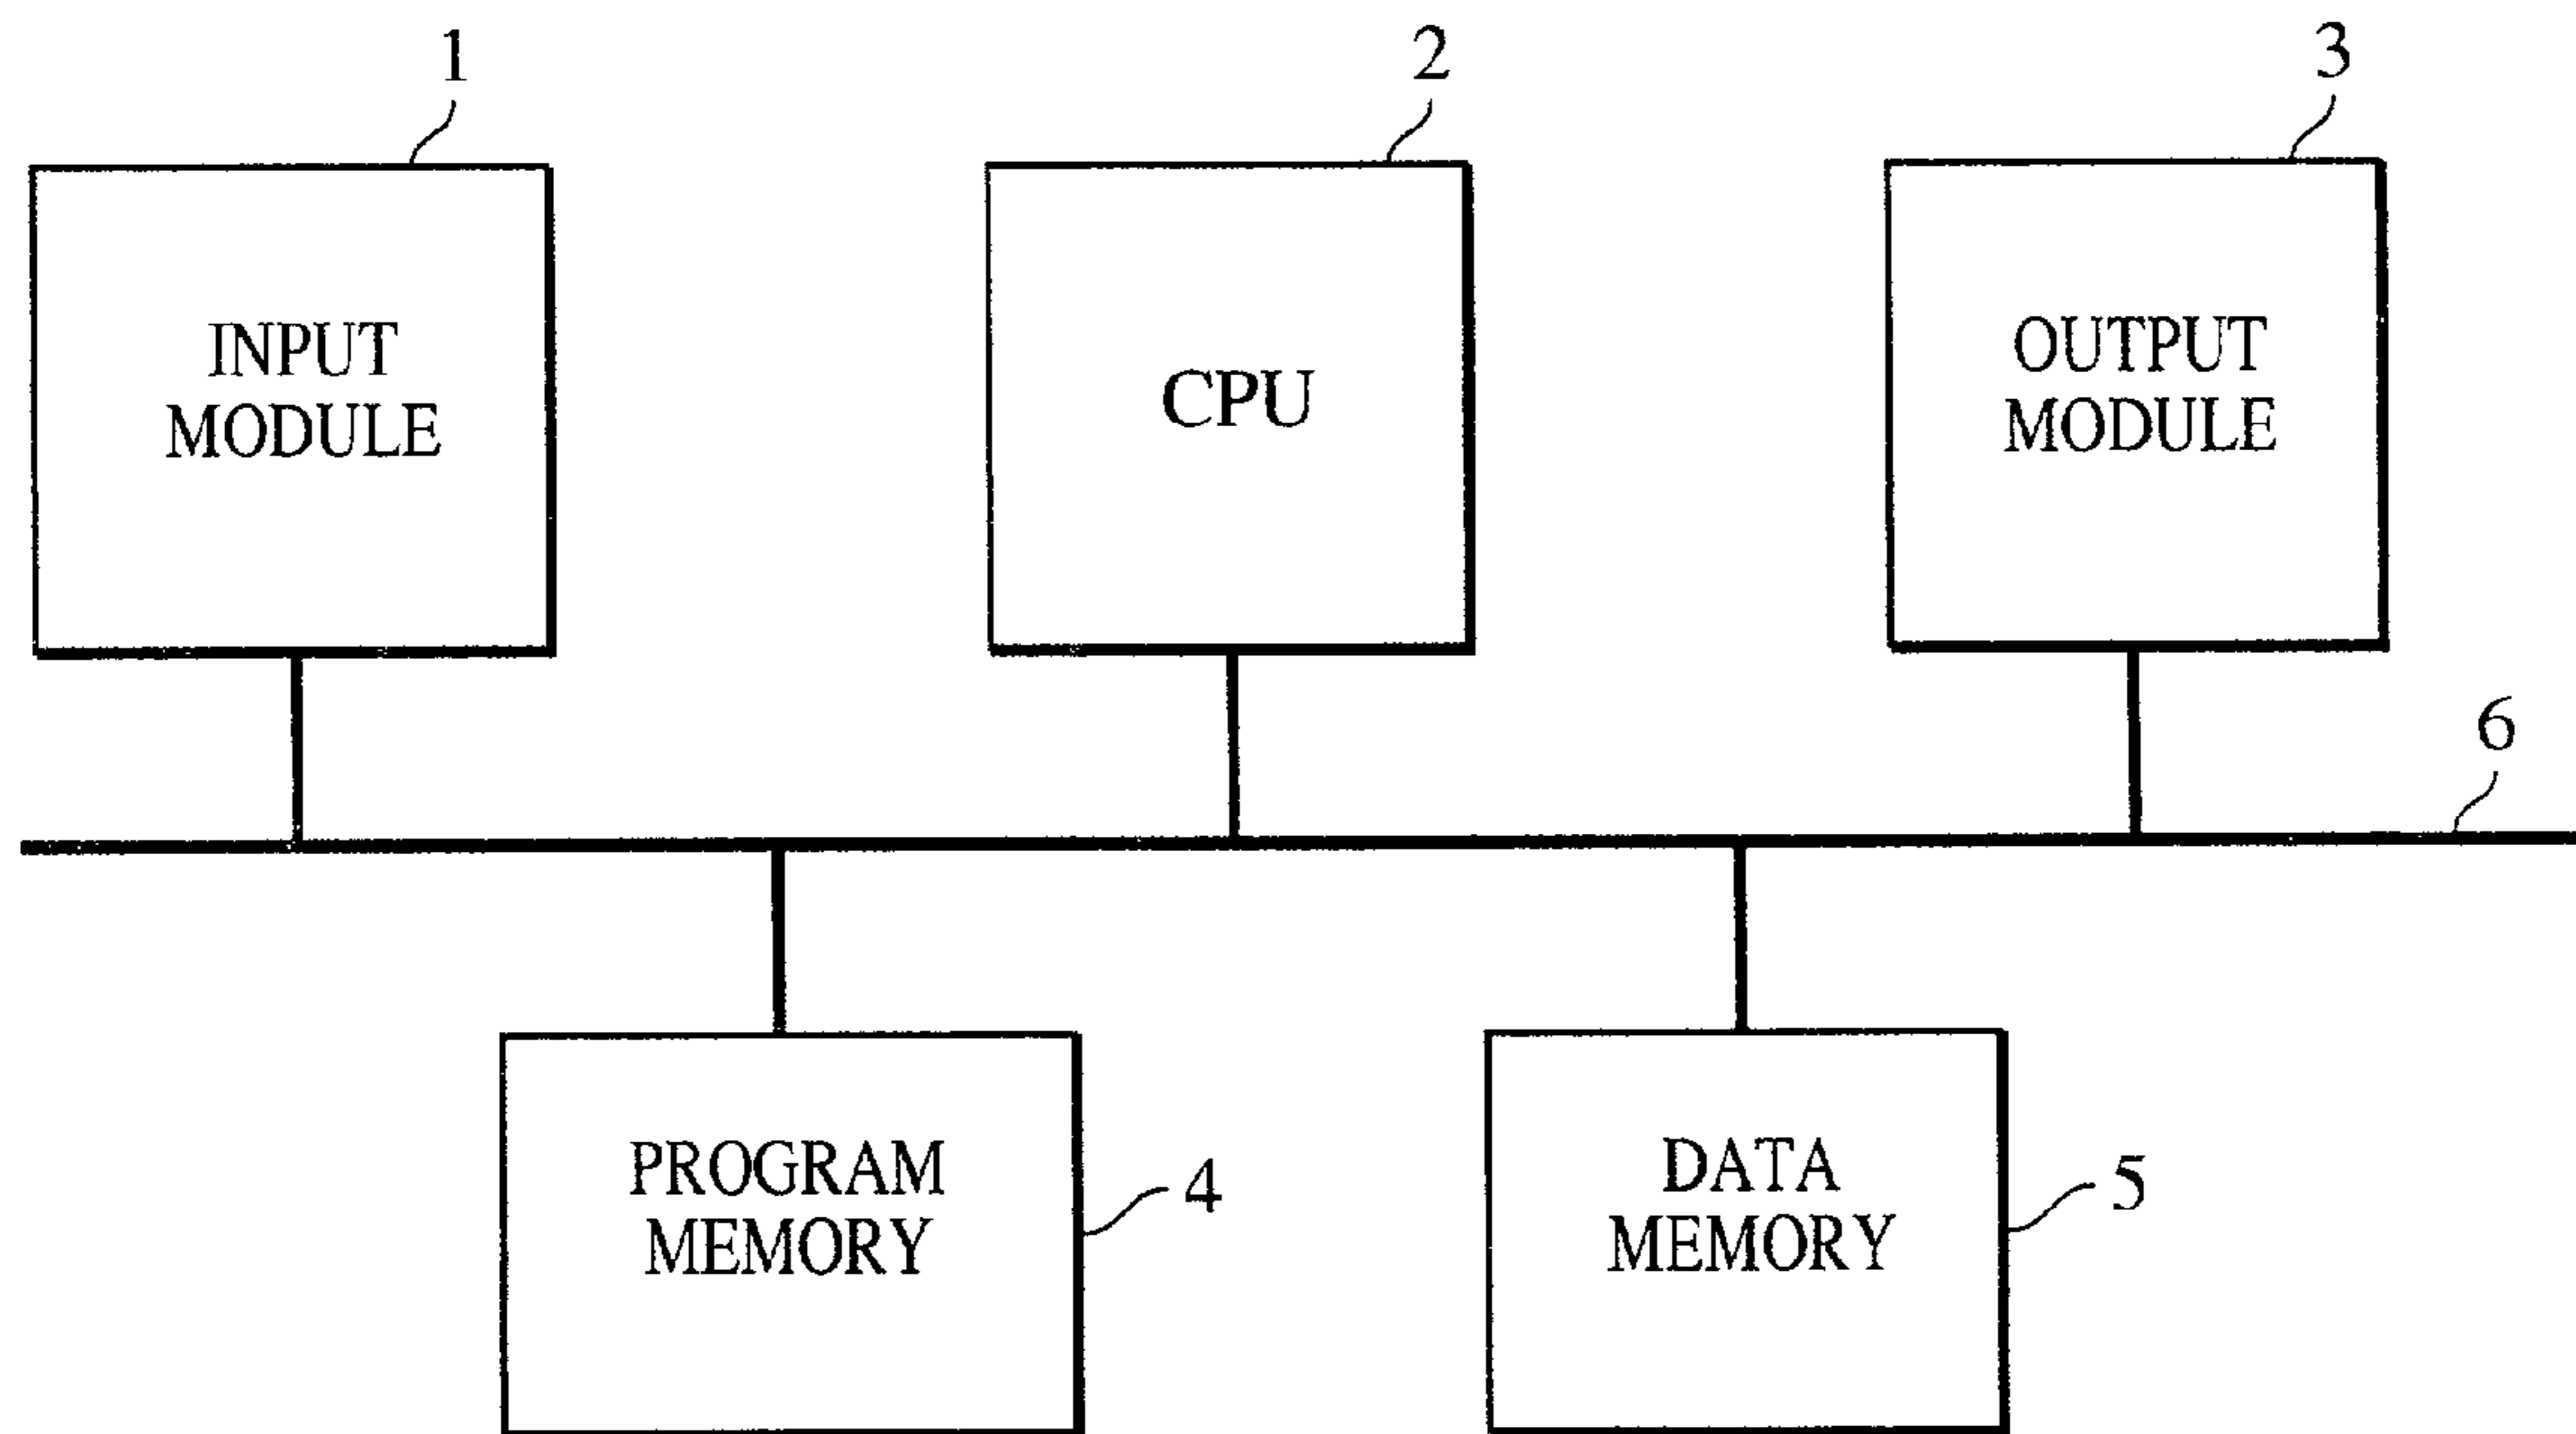 1
2
3
INPUT
MODULE
CPU
OUTPUT
MODULE
6
PROGRAM
MEMORY
4
DATA
MEMORY
5